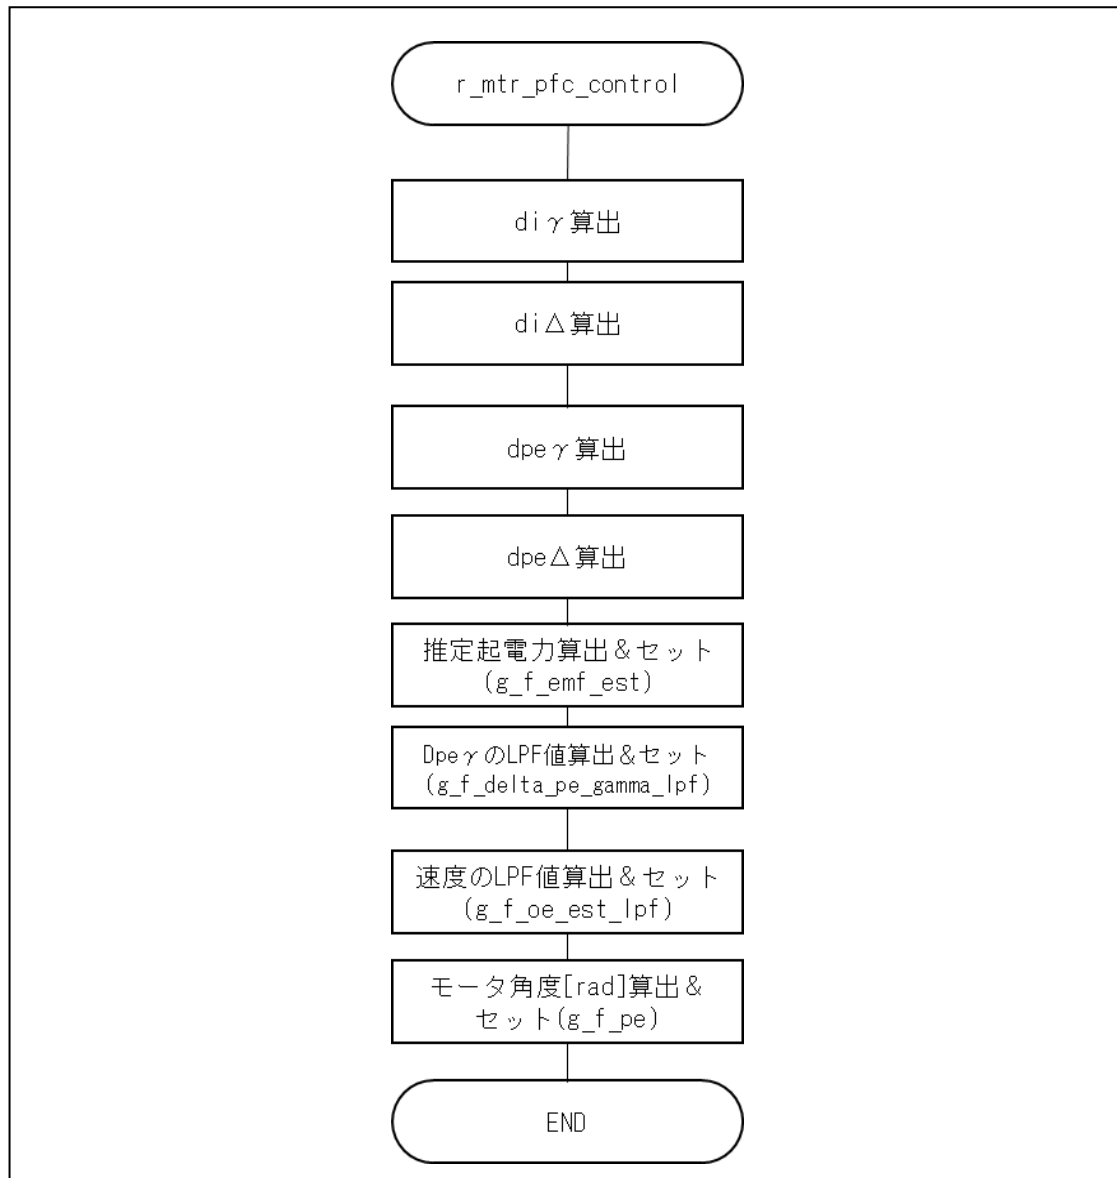 r_mtr_pfc_control
diγ算出
di△算出
dpeγ算出
dpe△算出
推定起電力算出＆セット
(g_f_emf_est)
DpeγのLPF値算出＆セット
(g_f_delta_pe_gamma_lpf)
速度のLPF値算出＆セット
(g_f_oe_est_lpf)
モータ角度[rad]算出＆
セット(g_f_pe)
END